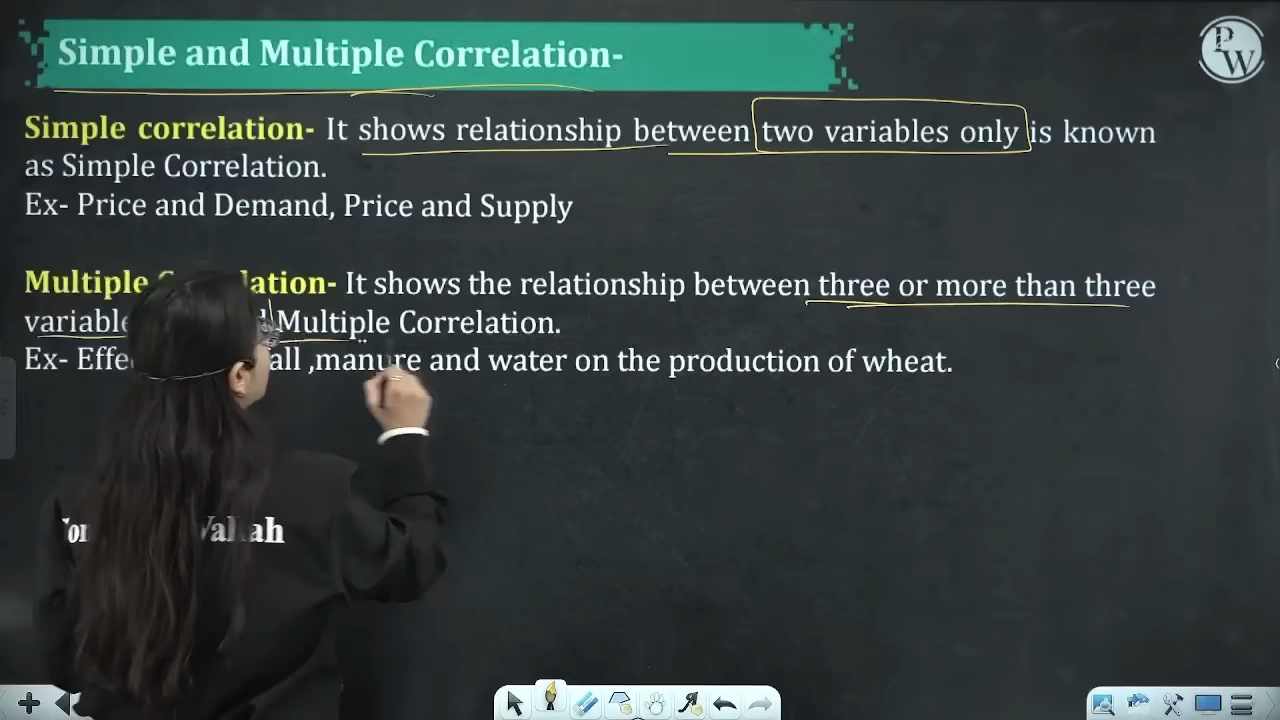 Simple and Multiple Correlation-
PW
Simple correlation- It shows relationship between two variables only is known
as Simple Correlation.
Ex- Price and Demand, Price and Supply
Multiple lation- It shows the relationship between three or more than three
variable Multiple Correlation.
Ex- Effe all ,manure and water on the production of wheat.